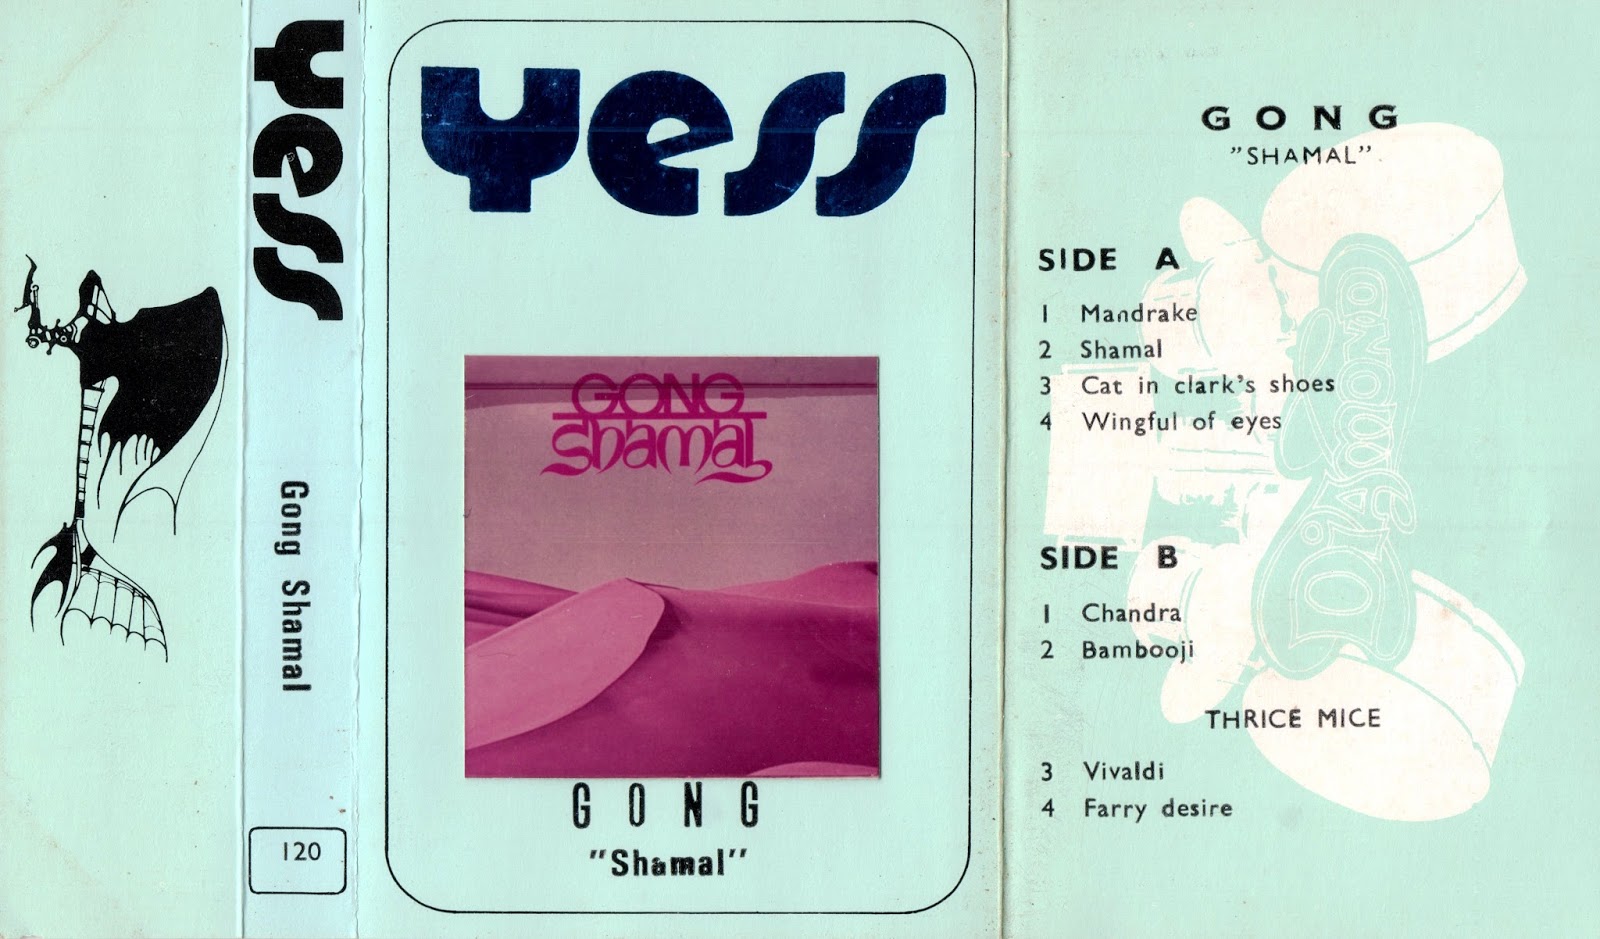 Yess
Gong Shamal
120
Yess
GONG
Shamal
GONG
"Shamal"
GONG
"SHAMAL"
SIDE A
1 Mandrake
2 Shamal
3 Cat in clark's shoes
4 Wingful of eyes
SIDE B
1 Chandra
2 Bambooji
THRICE MICE
3 Vivaldi
4 Farry desire
DiAmOND